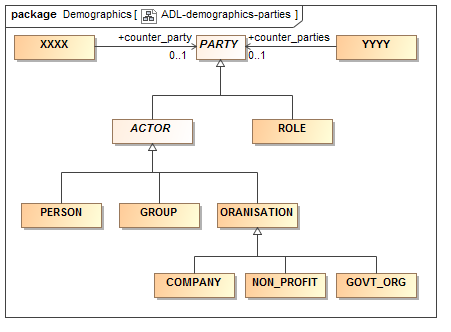 package Demographics [ ADL-demographics-parties ]
XXXX +counter_party PARTY +counter_parties YYYY
0..1 0..1
ACTOR ROLE
PERSON GROUP ORANISATION
COMPANY NON_PROFIT GOVT_ORG